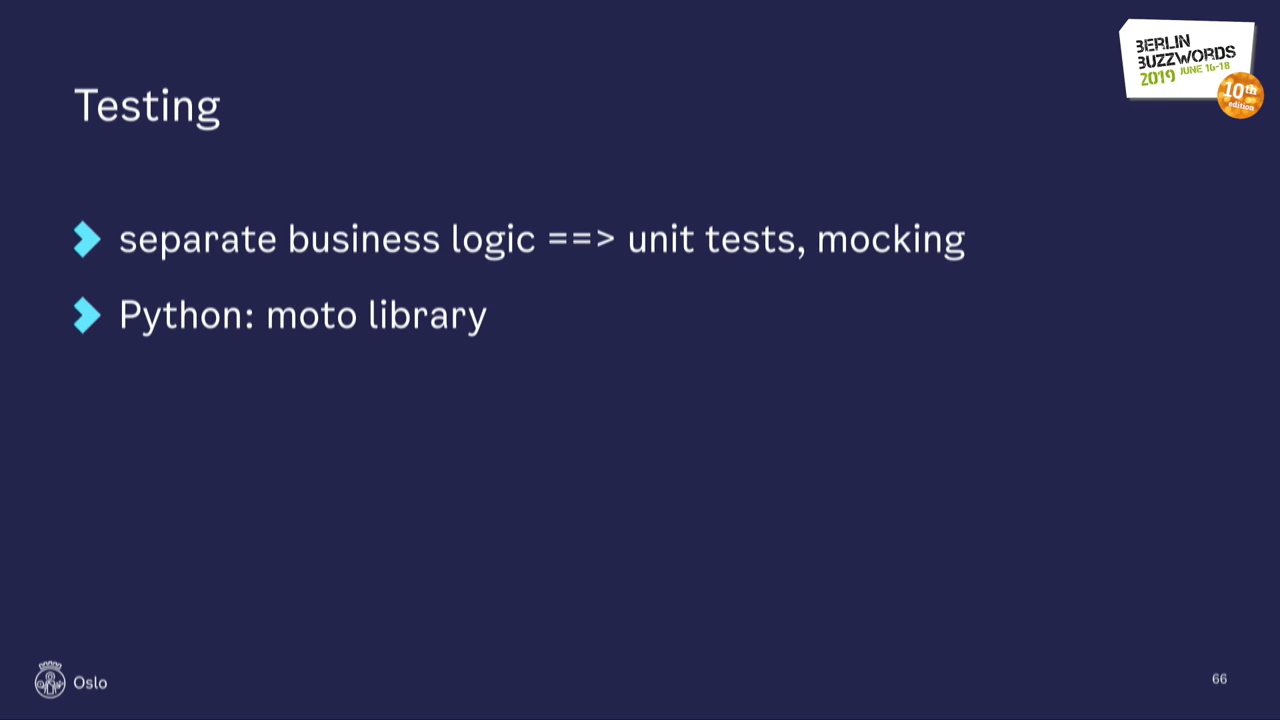 BERLIN
BUZZWORDS
2019 JUNE 16-18
10th
edition
Testing
separate business logic ==> unit tests, mocking
Python: moto library
Oslo
66